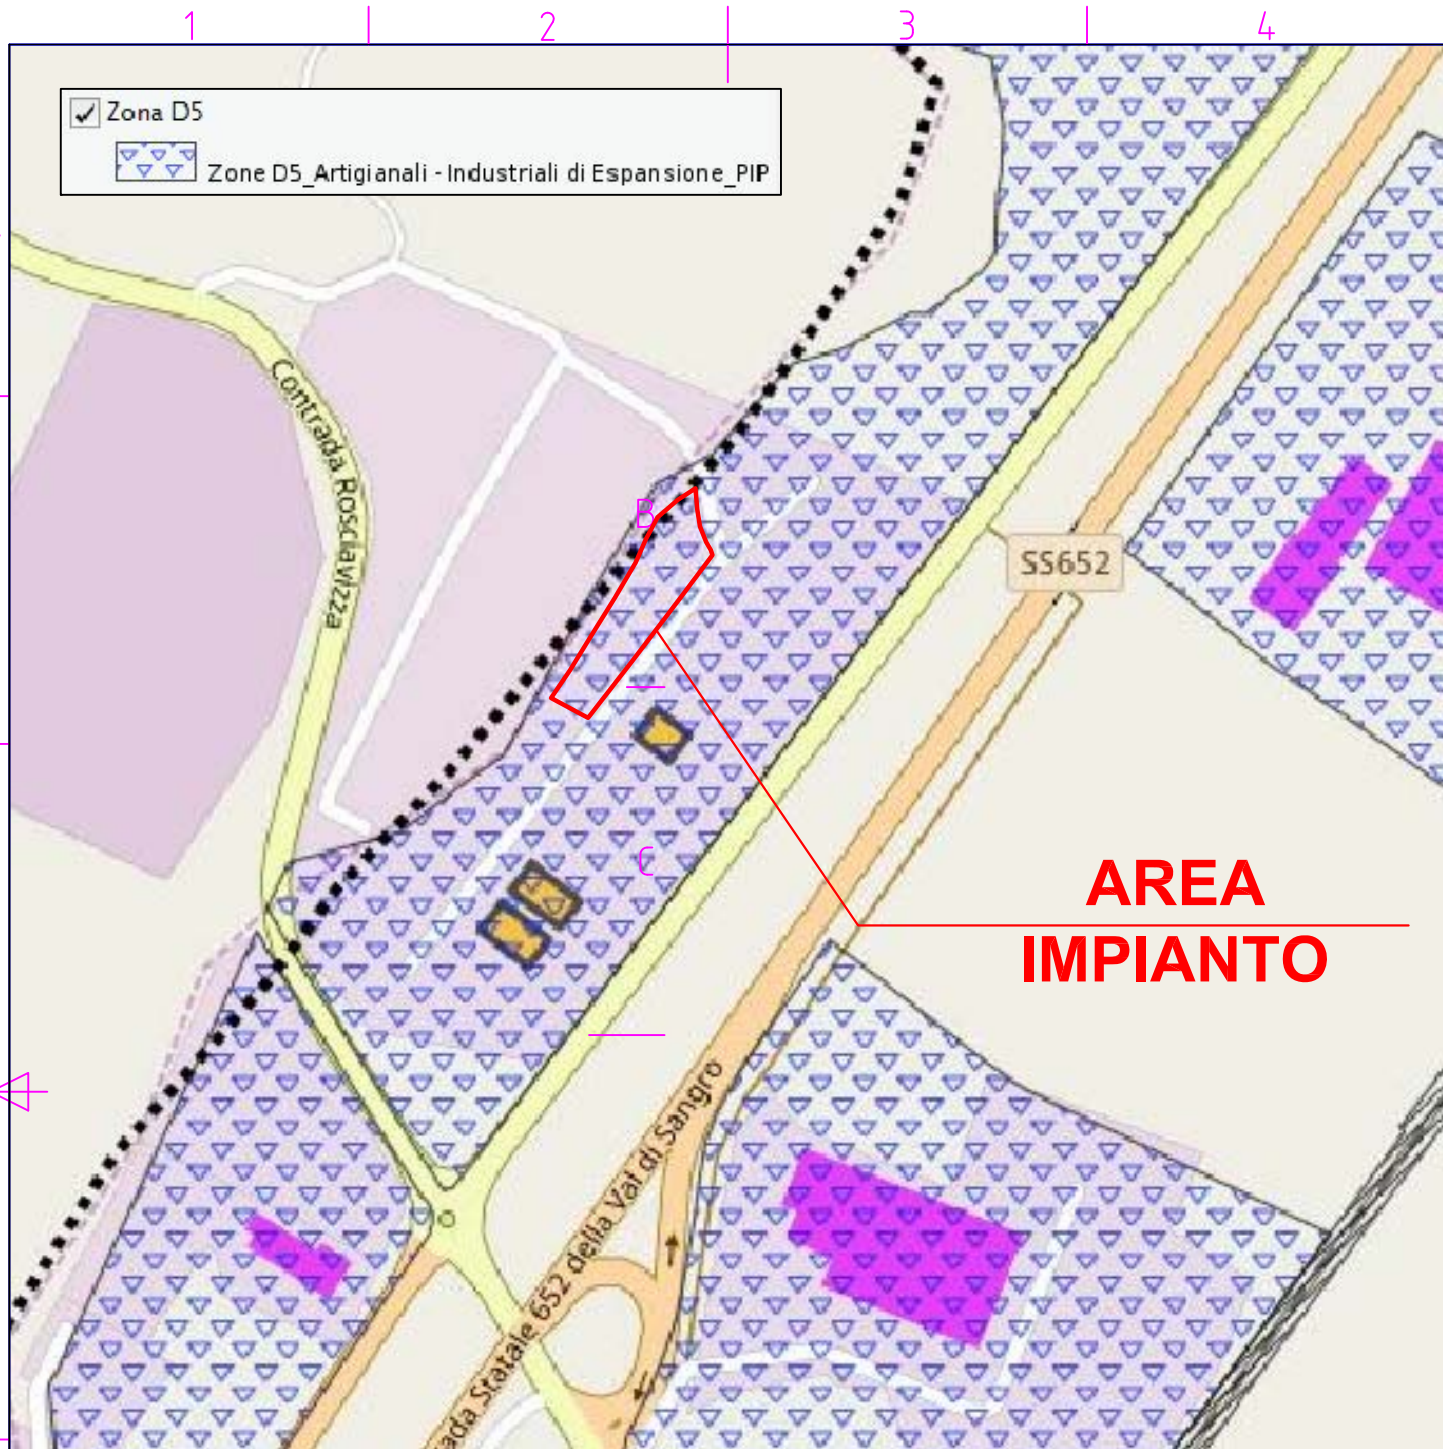 1 2 3 4
Zona D5
Zone D5_Artigianali - Industriali di Espansione_PIP
Contrada Rosciavizza
B
SS652
C
AREA
IMPIANTO
ada Statale 652 della Val di Sangro